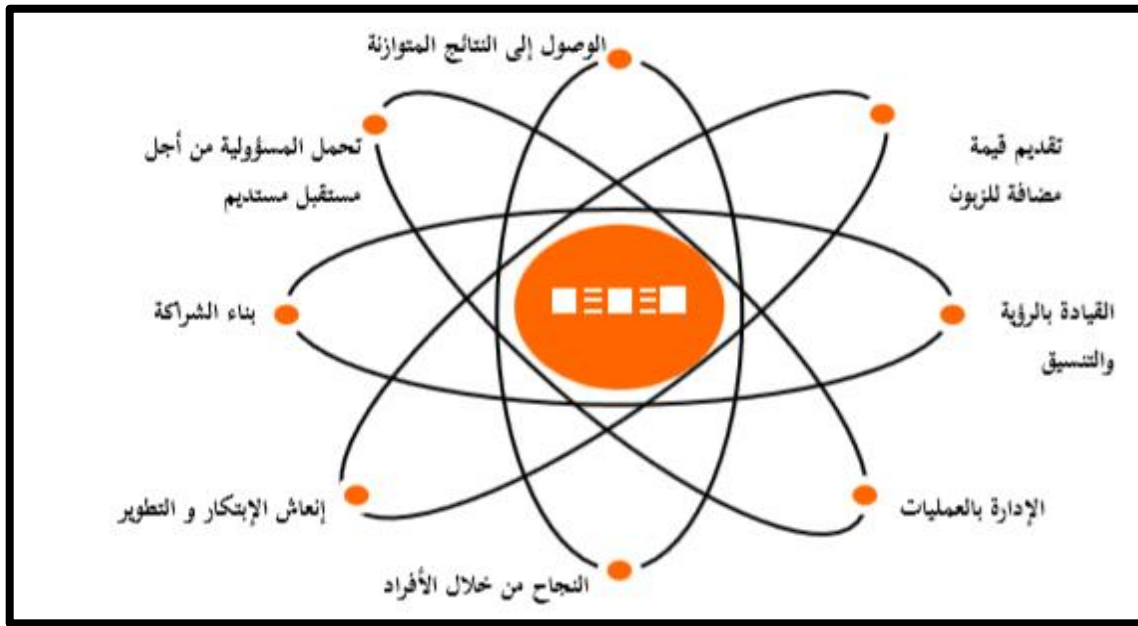 الوصول إلى النتائج المتوازنة
تقديم قيمة
مضافة للزبون
القيادة بالرؤية
والتنسيق
الإدارة بالعمليات
النجاح من خلال الأفراد
إنعاش الإبتكار و التطوير
بناء الشراكة
تحمل المسؤولية من أجل
مستقبل مستديم